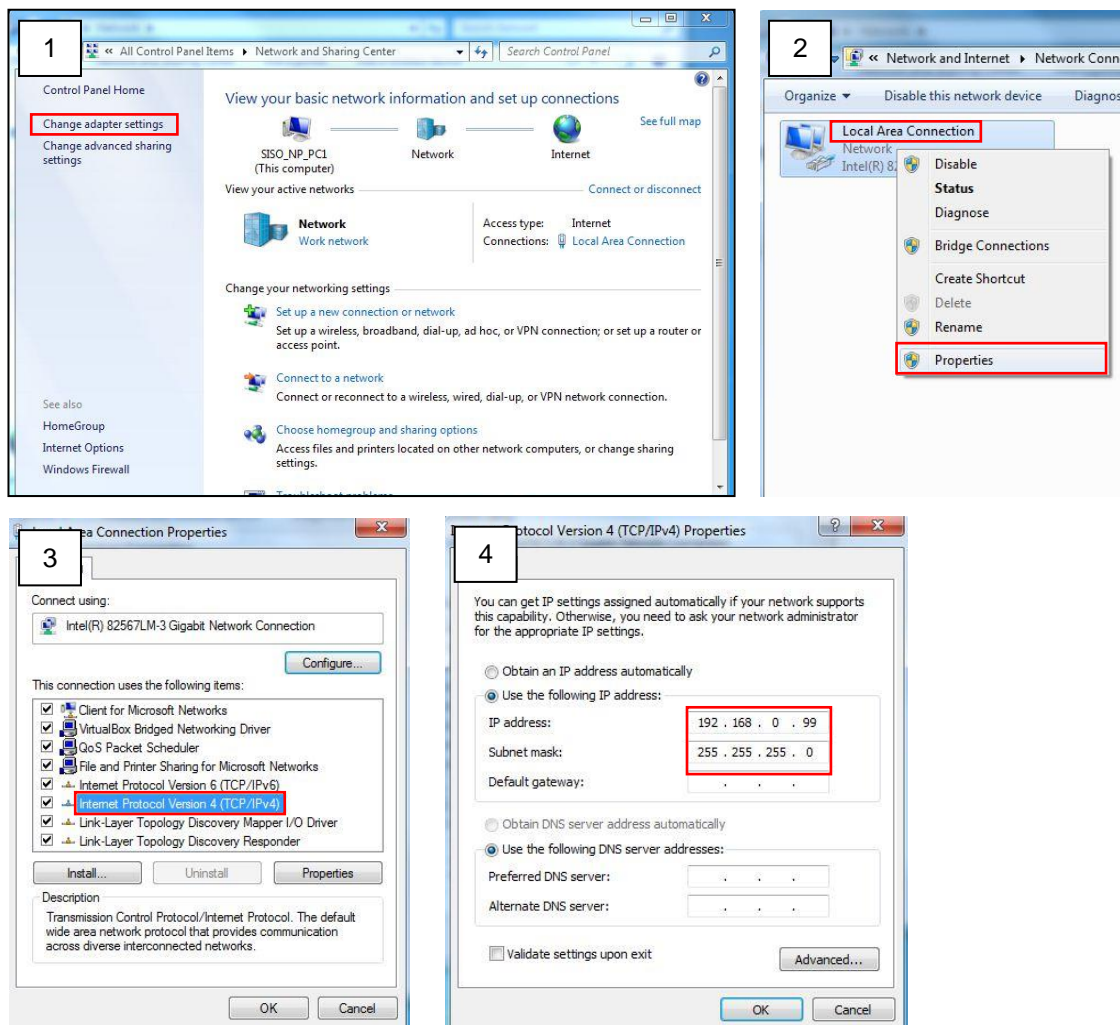 1
« All Control Panel Items ▸ Network and Sharing Center
Search Control Panel
Control Panel Home
Change adapter settings
Change advanced sharing
settings
See also
HomeGroup
Internet Options
Windows Firewall
View your basic network information and set up connections
See full map
SISO_NP_PC1
(This computer)
Network
Internet
View your active networks
Connect or disconnect
Network
Work network
Access type: Internet
Connections: Local Area Connection
Change your networking settings
Set up a new connection or network
Set up a wireless, broadband, dial-up, ad hoc, or VPN connection; or set up a router or
access point.
Connect to a network
Connect or reconnect to a wireless, wired, dial-up, or VPN network connection.
Choose homegroup and sharing options
Access files and printers located on other network computers, or change sharing
settings.
Troubleshoot problems
2
« Network and Internet ▸ Network Conn
Organize Disable this network device Diagnos
Local Area Connection
Network
Intel(R) 8
Disable
Status
Diagnose
Bridge Connections
Create Shortcut
Delete
Rename
Properties
3
ea Connection Properties
Connect using:
Intel(R) 82567LM-3 Gigabit Network Connection
Configure...
This connection uses the following items:
Client for Microsoft Networks
VirtualBox Bridged Networking Driver
QoS Packet Scheduler
File and Printer Sharing for Microsoft Networks
Internet Protocol Version 6 (TCP/IPv6)
Internet Protocol Version 4 (TCP/IPv4)
Link-Layer Topology Discovery Mapper I/O Driver
Link-Layer Topology Discovery Responder
Install... Uninstall Properties
Description
Transmission Control Protocol/Internet Protocol. The default
wide area network protocol that provides communication
across diverse interconnected networks.
OK Cancel
4
otocol Version 4 (TCP/IPv4) Properties
You can get IP settings assigned automatically if your network supports
this capability. Otherwise, you need to ask your network administrator
for the appropriate IP settings.
Obtain an IP address automatically
Use the following IP address:
IP address: 192 . 168 . 0 . 99
Subnet mask: 255 . 255 . 255 . 0
Default gateway: . . .
Obtain DNS server address automatically
Use the following DNS server addresses:
Preferred DNS server: . . .
Alternate DNS server: . . .
Validate settings upon exit
Advanced...
OK Cancel